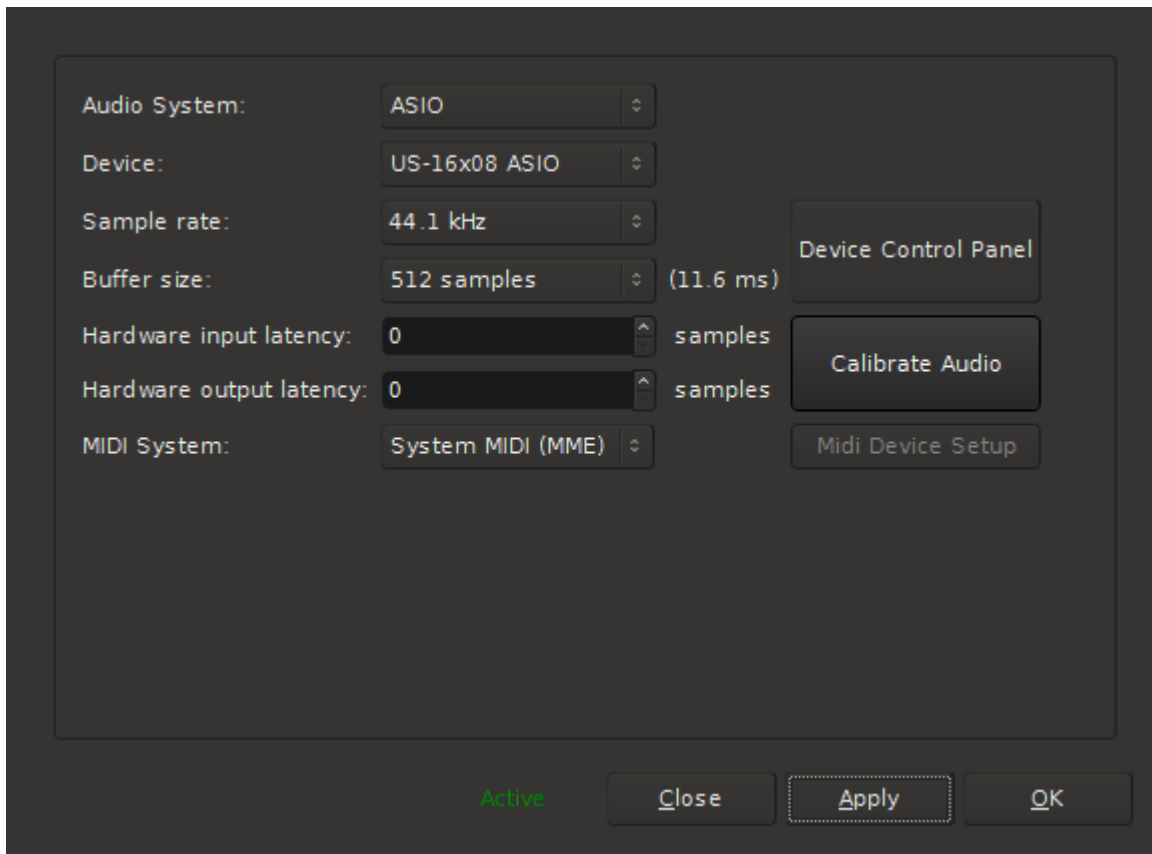 Audio System: ASIO
Device: US-16x08 ASIO
Sample rate: 44.1 kHz
Device Control Panel
Buffer size: 512 samples (11.6 ms)
Hardware input latency: 0 samples
Calibrate Audio
Hardware output latency: 0 samples
MIDI System: System MIDI (MME) Midi Device Setup
Active Close Apply OK